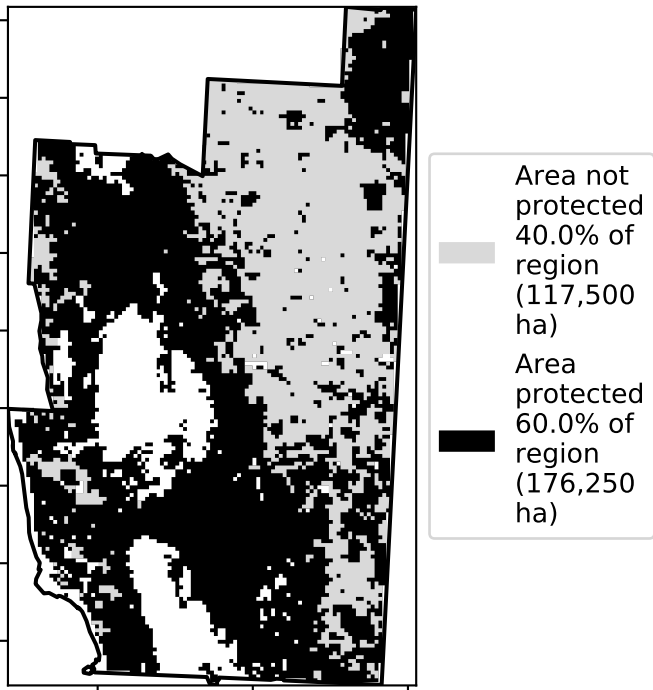 Area not
protected
40.0% of
region
(117,500
ha)
Area
protected
60.0% of
region
(176,250
ha)